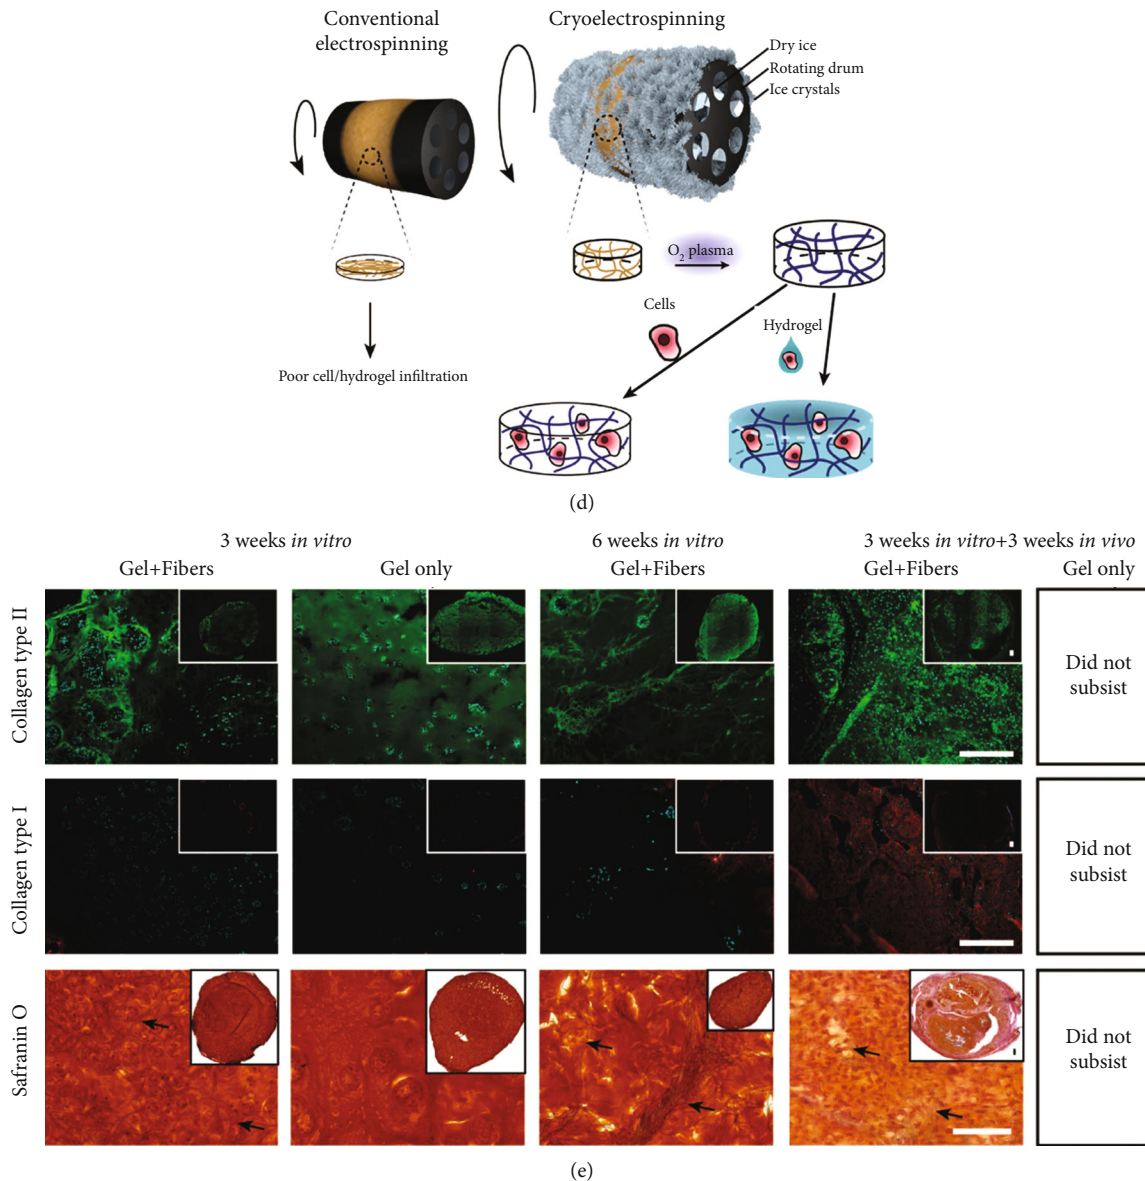 Conventional
electrospinning
Cryoelectrospinning
Dry ice
Rotating drum
Ice crystals
O2 plasma
Cells
Hydrogel
Poor cell/hydrogel infiltration
(d)
3 weeks in vitro
6 weeks in vitro
3 weeks in vitro+3 weeks in vivo
Gel+Fibers
Gel only
Gel+Fibers
Gel+Fibers
Gel only
Collagen type II
Did not
subsist
Collagen type I
Did not
subsist
Safranin O
Did not
subsist
(e)